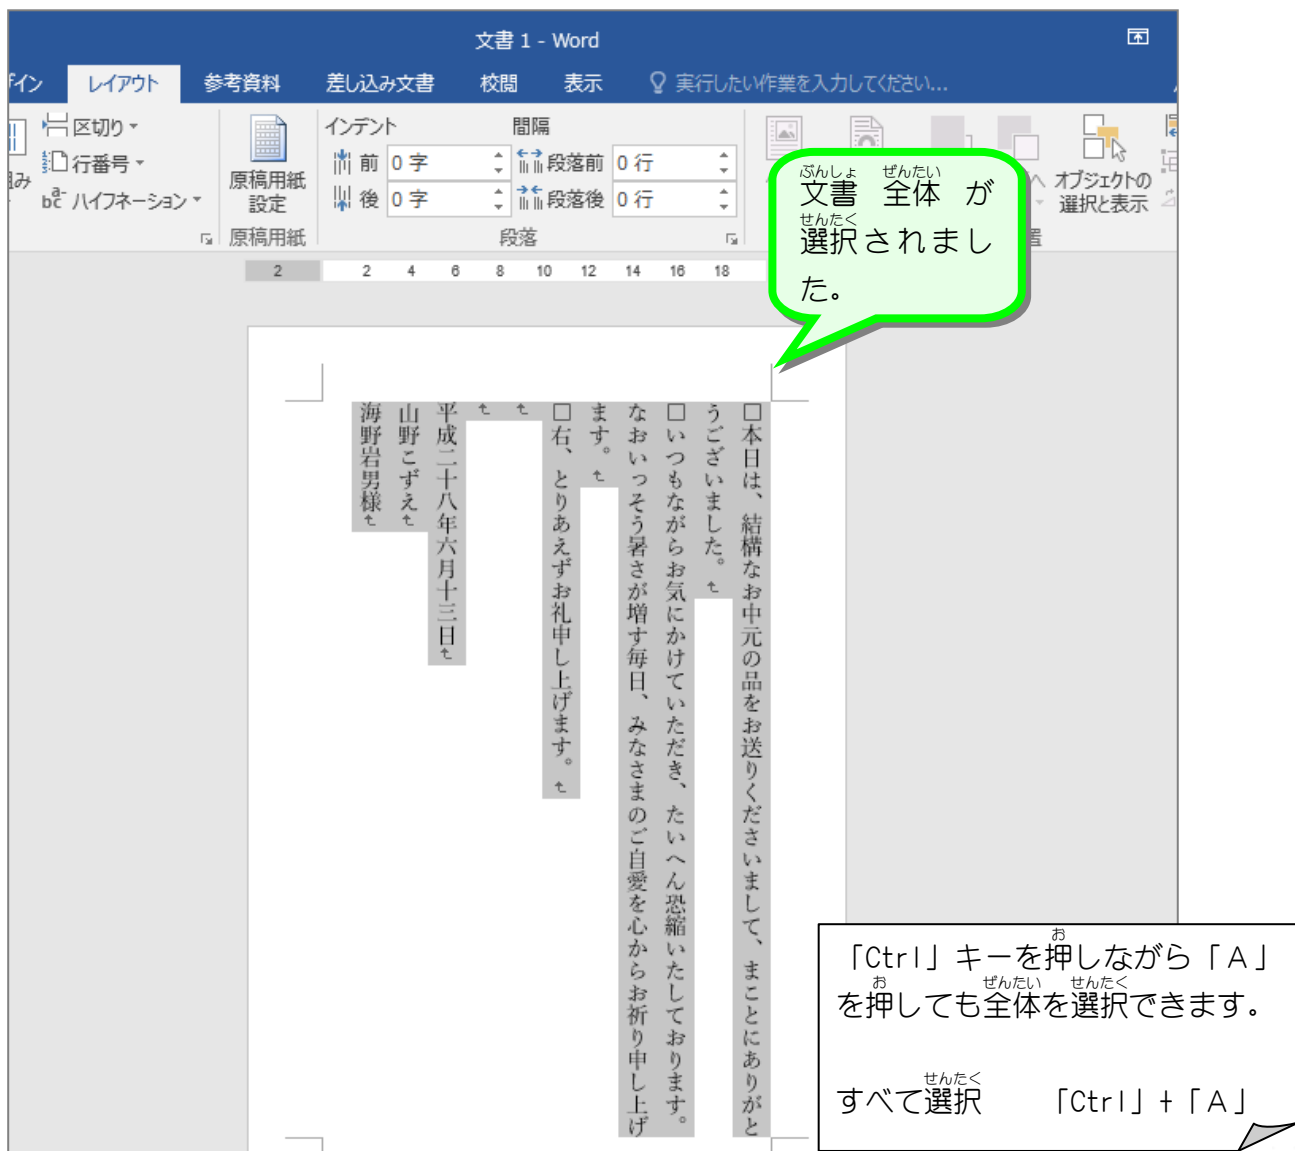 文書 1 - Word
イン
レイアウト
参考資料
差し込み文書
校閲
表示
実行したい作業を入力してください...
区切り
行番号
ハイフネーション
原稿用紙
設定
原稿用紙
インデント
前 0 字
後 0 字
間隔
段落前 0 行
段落後 0 行
段落
オブジェクトの
選択と表示
ぶんしょ ぜんたい
文書 全体 が
せんたく
選択されまし
た。
2 2 4 6 8 10 12 14 16 18
□本日は、結構なお中元の品をお送りくださいまして、まことにありがと
うございました。
□いつもながらお気にかけていただき、たいへん恐縮いたしております。
なおいっそう暑さが増す毎日、みなさまのご自愛を心からお祈り申し上げ
ます。
□右、とりあえずお礼申し上げます。
平成二十八年六月十三日
山野こずえ
海野岩男様
お
「Ctrl」キーを押しながら「A」
お ぜんたい せんたく
を押しても全体を選択できます。
せんたく
すべて選択 「Ctrl」+「A」